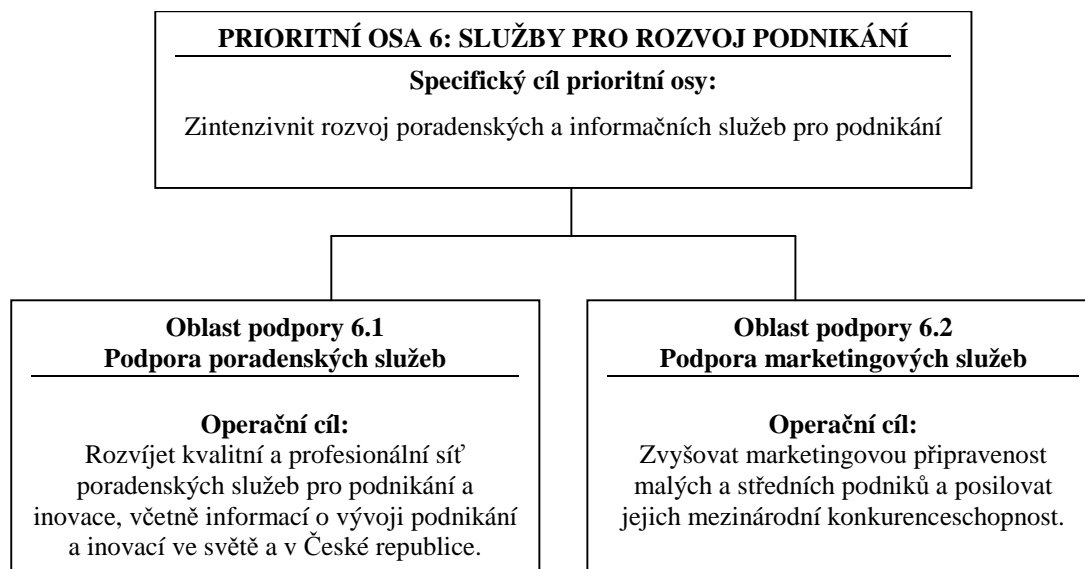 PRIORITNÍ OSA 6: SLUŽBY PRO ROZVOJ PODNIKÁNÍ
Specifický cíl prioritní osy:
Zintenzivnit rozvoj poradenských a informačních služeb pro podnikání
Oblast podpory 6.1
Podpora poradenských služeb
Operační cíl:
Rozvíjet kvalitní a profesionální síť
poradenských služeb pro podnikání a
inovace, včetně informací o vývoji podnikání
a inovací ve světě a v České republice.
Oblast podpory 6.2
Podpora marketingových služeb
Operační cíl:
Zvyšovat marketingovou připravenost
malých a středních podniků a posilovat
jejich mezinárodní konkurenceschopnost.